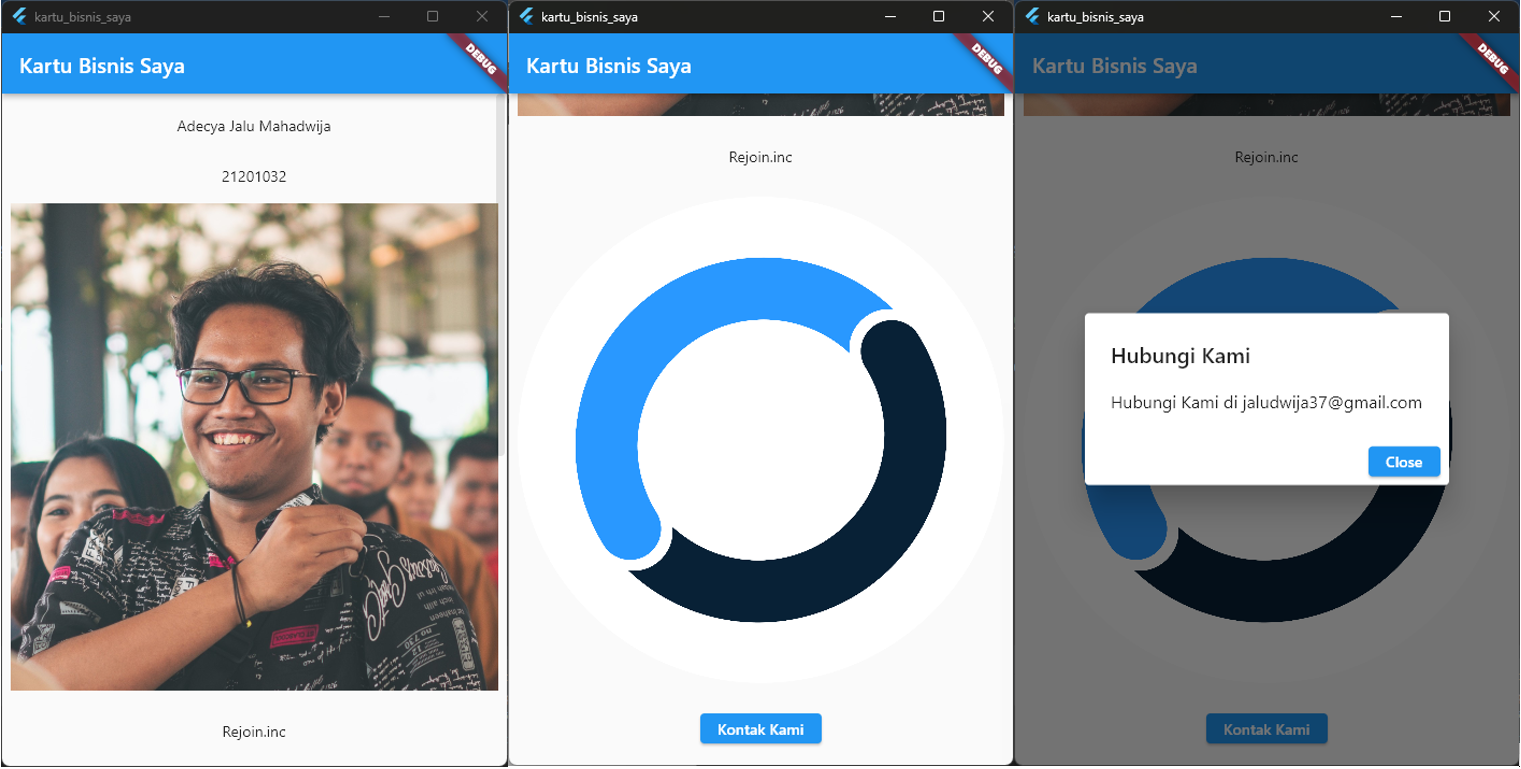 kartu_bisnis_saya
Kartu Bisnis Saya
DEBUG
Adecya Jalu Mahadwija
21201032
Rejoin.inc
kartu_bisnis_saya
Kartu Bisnis Saya
DEBUG
Rejoin.inc
Kontak Kami
kartu_bisnis_saya
Kartu Bisnis Saya
DEBUG
Rejoin.inc
Hubungi Kami
Hubungi Kami di jaludwija37@gmail.com
Close
Kontak Kami